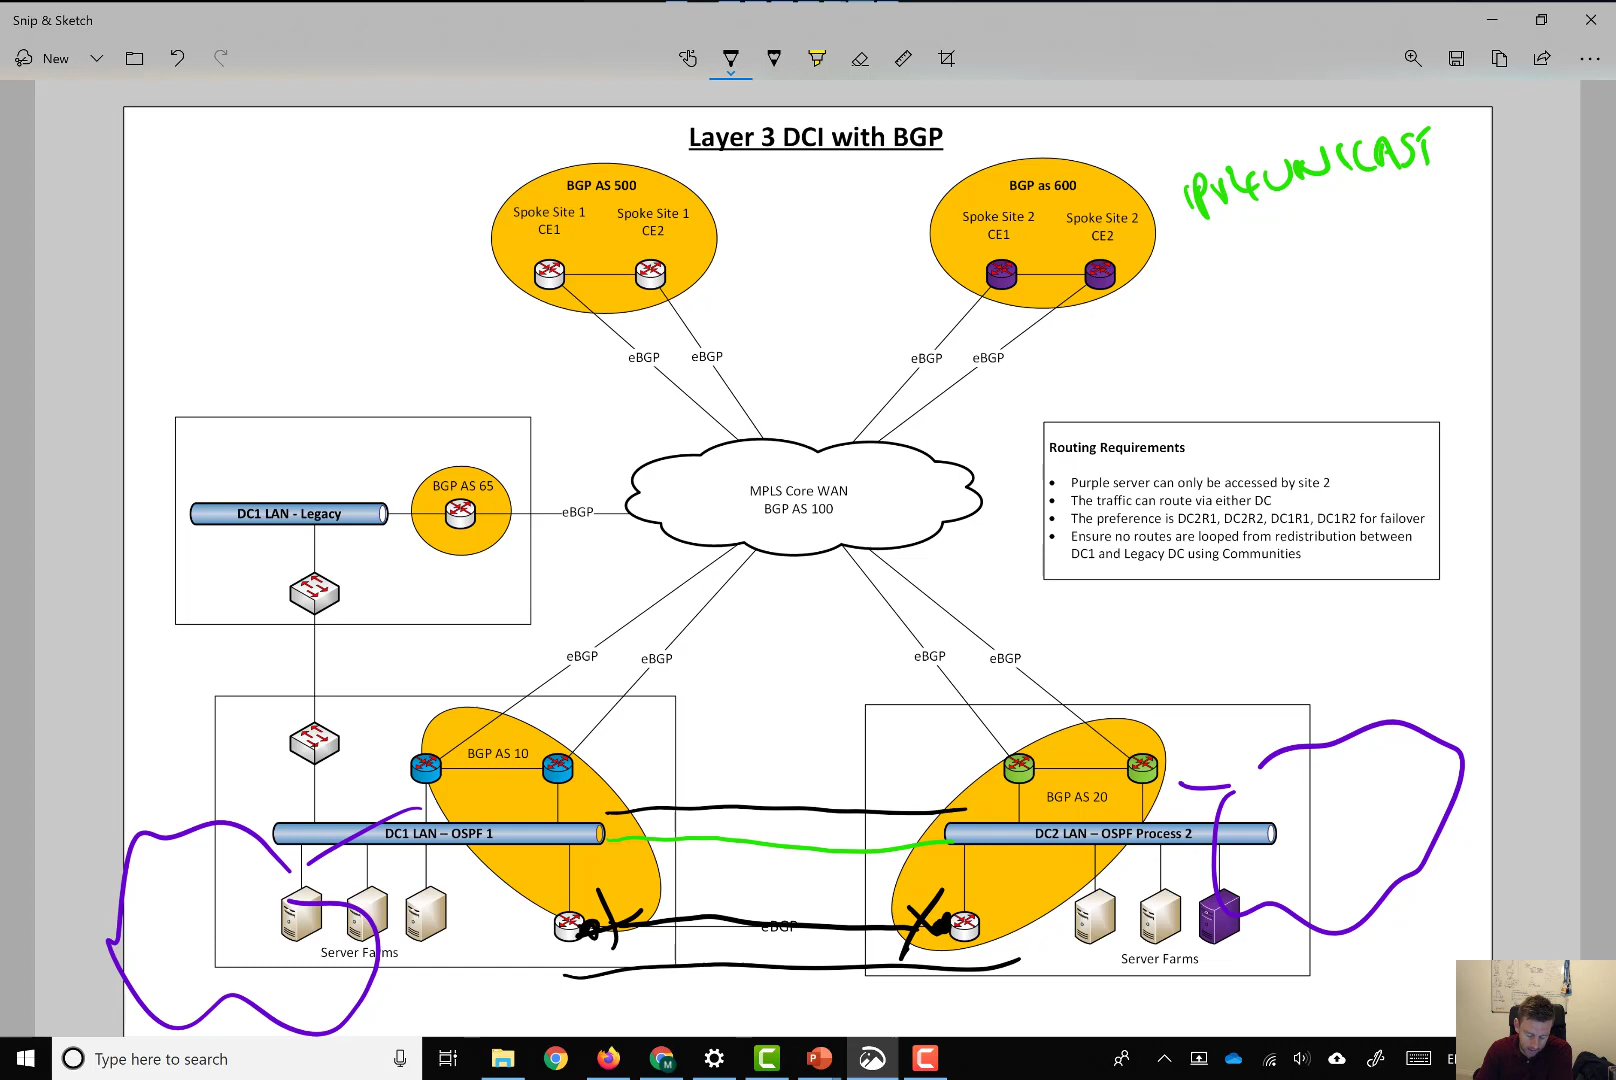 Snip & Sketch
New
Layer 3 DCI with BGP
IPV4 UNICAST
BGP AS 500
Spoke Site 1
CE1
Spoke Site 1
CE2
BGP as 600
Spoke Site 2
CE1
Spoke Site 2
CE2
eBGP
eBGP
eBGP
eBGP
BGP AS 65
DC1 LAN - Legacy
eBGP
MPLS Core WAN
BGP AS 100
Routing Requirements
• Purple server can only be accessed by site 2
• The traffic can route via either DC
• The preference is DC2R1, DC2R2, DC1R1, DC1R2 for failover
• Ensure no routes are looped from redistribution between
DC1 and Legacy DC using Communities
eBGP
eBGP
eBGP
eBGP
BGP AS 10
BGP AS 20
DC1 LAN – OSPF 1
DC2 LAN – OSPF Process 2
eBGP
Server Farms
Server Farms
Type here to search